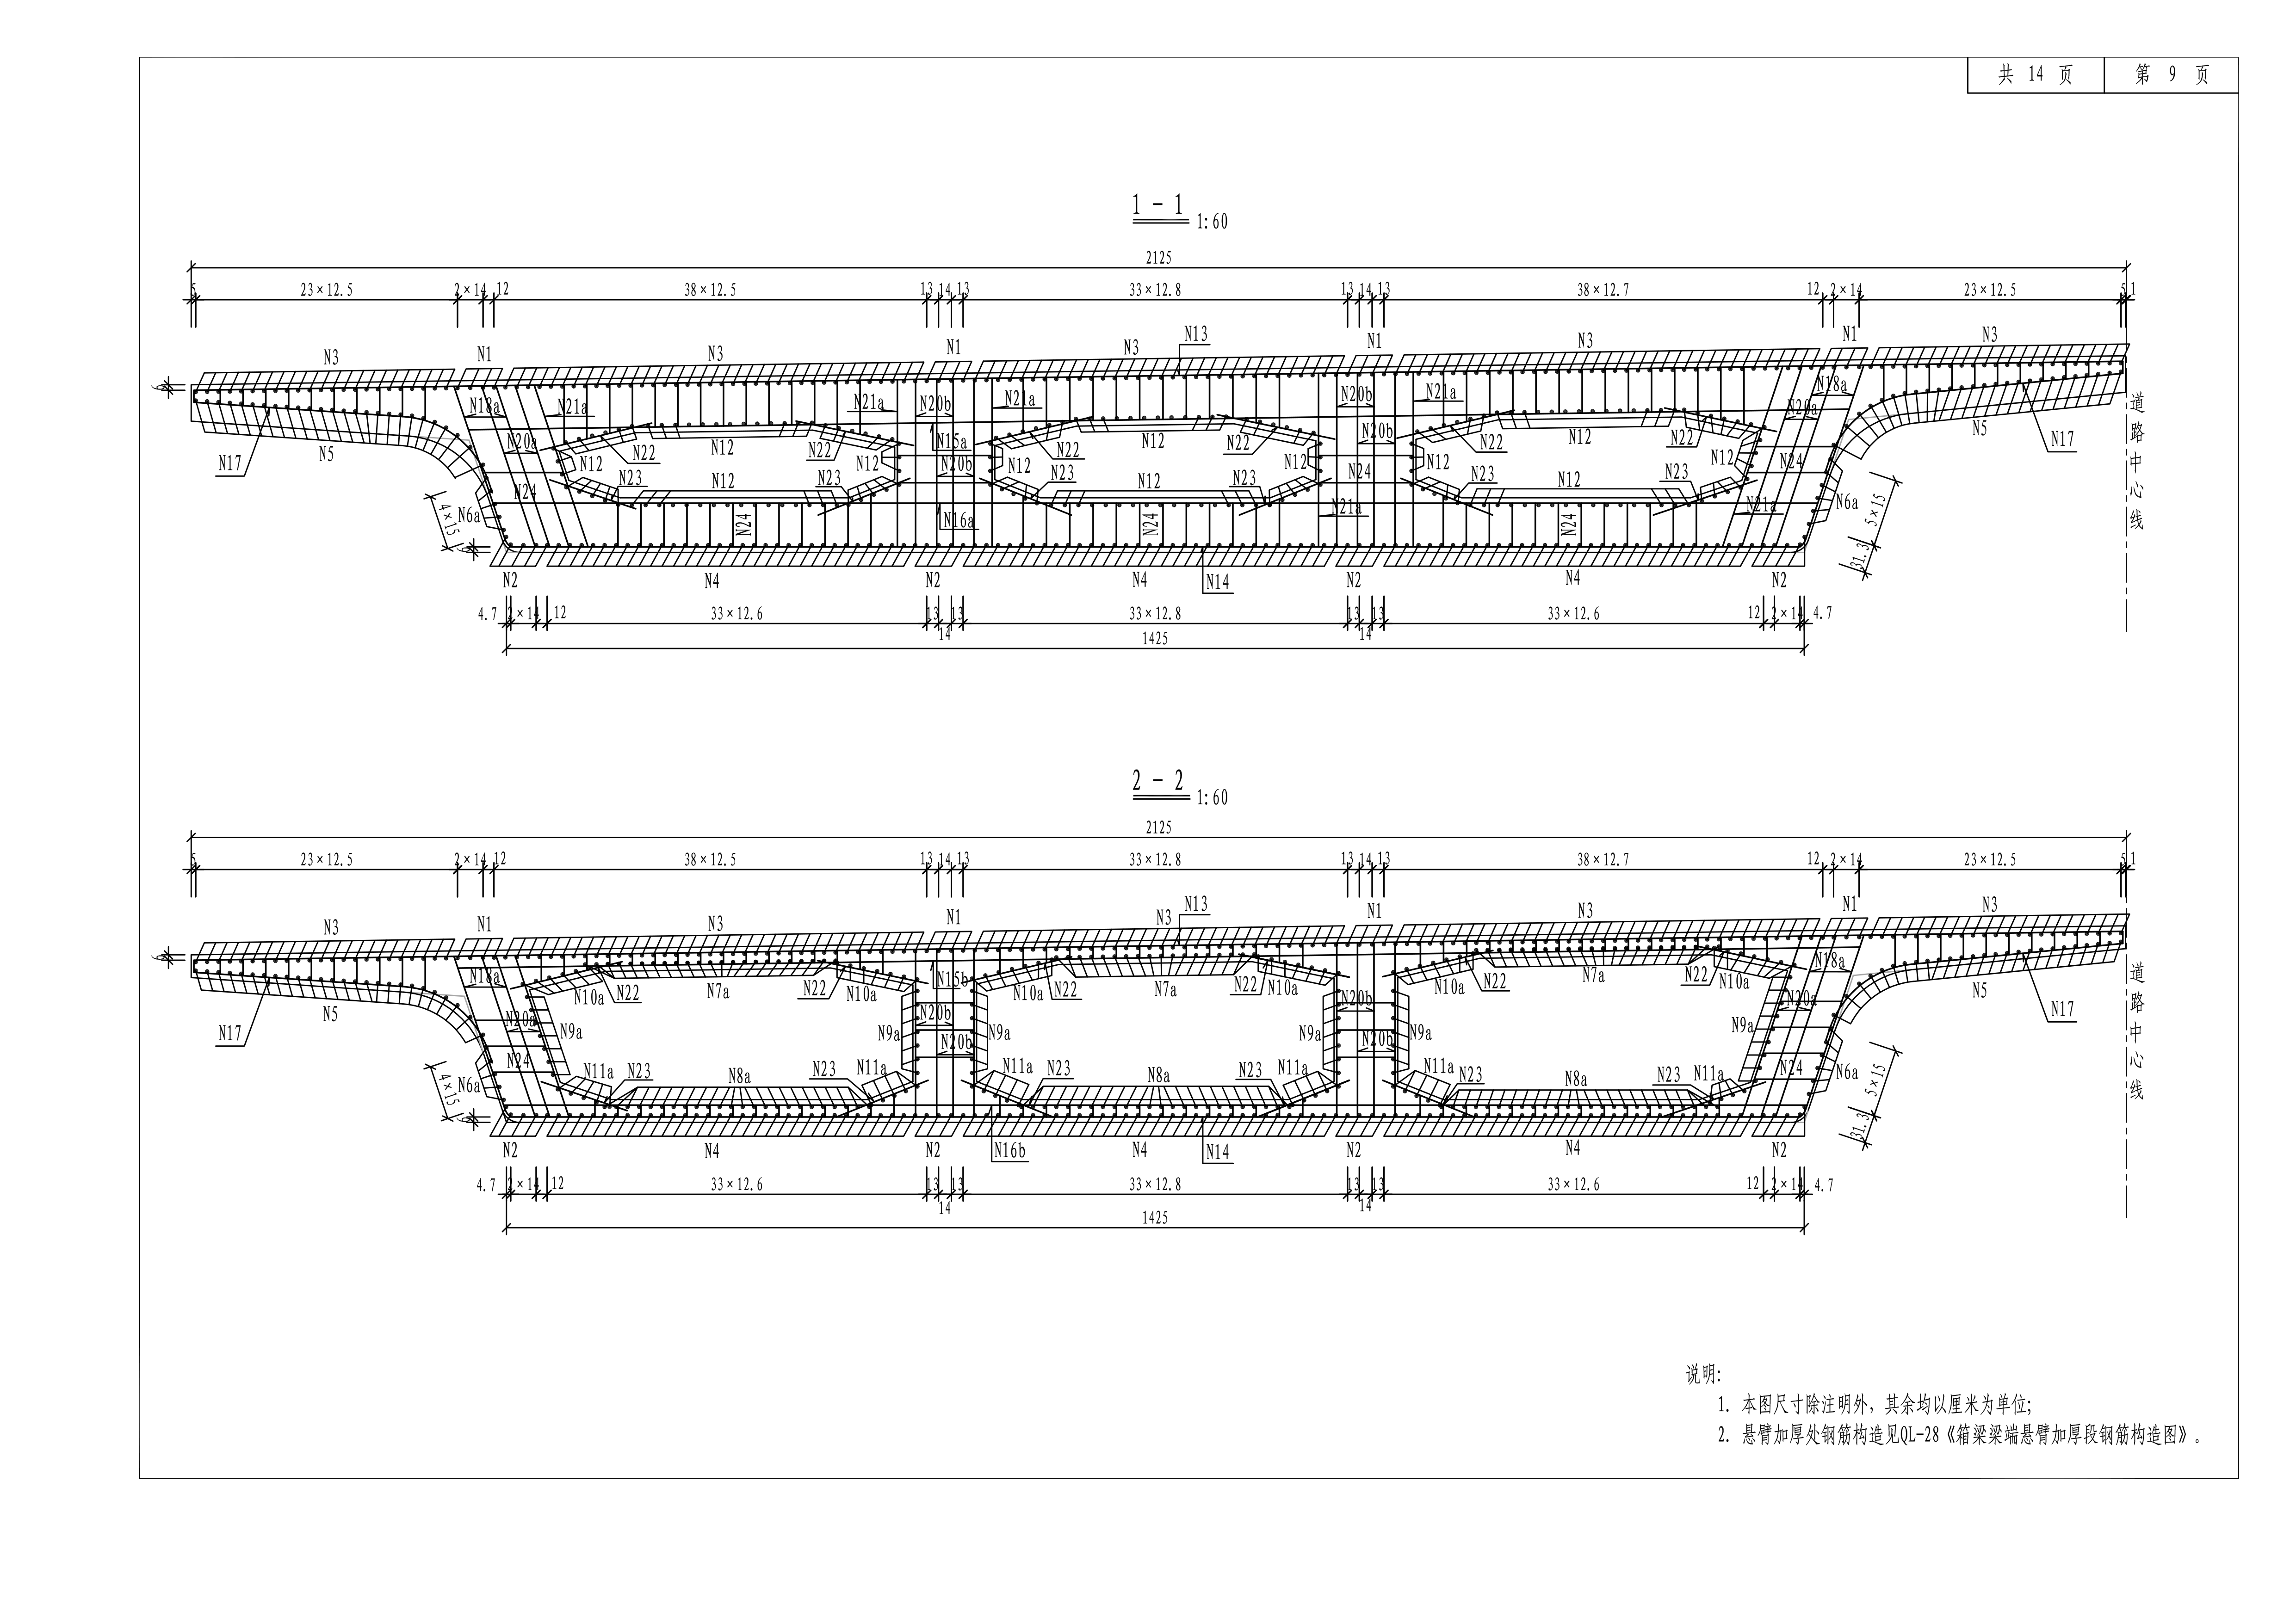 共 14 页 第 9 页
1 - 1 1:60
2125
5 23×12.5 2×14 12 38×12.5 13 14 13 33×12.8 13 14 13 38×12.7 12 2×14 23×12.5 5 1
N3 N1 N3 N1 N3 N13 N1 N3 N1 N3
N18a N21a N21a N20b N21a N20b N21a N18a
道路中心线
N17 N5 N20a N12 N22 N12 N22 N12 N15a N20b N12 N22 N12 N22 N20b N12 N22 N12 N22 N12 N20a N5 N17
N24 N23 N12 N23 N23 N12 N23 N24 N23 N12 N23 N24
4×15 N6a N24 N16a N24 N21a N24 N21a N6a 5×15
31.3
N2 N4 N2 N4 N14 N2 N4 N2
4.7 2×14 12 33×12.6 13 14 13 33×12.8 13 14 13 33×12.6 12 2×14 4.7
1425
2 - 2 1:60
2125
5 23×12.5 2×14 12 38×12.5 13 14 13 33×12.8 13 14 13 38×12.7 12 2×14 23×12.5 5 1
N3 N1 N3 N1 N3 N13 N1 N3 N1 N3
N18a N10a N22 N7a N22 N10a N15b N10a N22 N7a N22 N10a N10a N22 N7a N22 N10a N18a
道路中心线
N17 N5 N20a N9a N9a N20b N9a N9a N20b N9a N9a N20a N5 N17
N24 N20b N20b N24
4×15 N6a N11a N23 N8a N23 N11a N11a N23 N8a N23 N11a N11a N23 N8a N23 N11a N6a 5×15
31.3
N2 N4 N2 N16b N4 N14 N2 N4 N2
4.7 2×14 12 33×12.6 13 14 13 33×12.8 13 14 13 33×12.6 12 2×14 4.7
1425
说明:
1. 本图尺寸除注明外，其余均以厘米为单位;
2. 悬臂加厚处钢筋构造见QL-28《箱梁梁端悬臂加厚段钢筋构造图》。